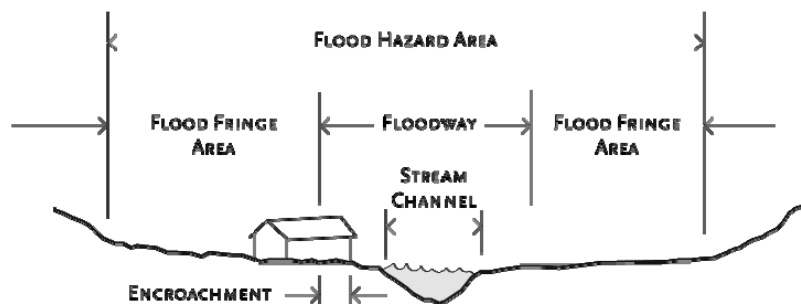 FLOOD HAZARD AREA
FLOOD FRINGE
AREA
FLOODWAY
FLOOD FRINGE
AREA
STREAM
CHANNEL
ENCROACHMENT